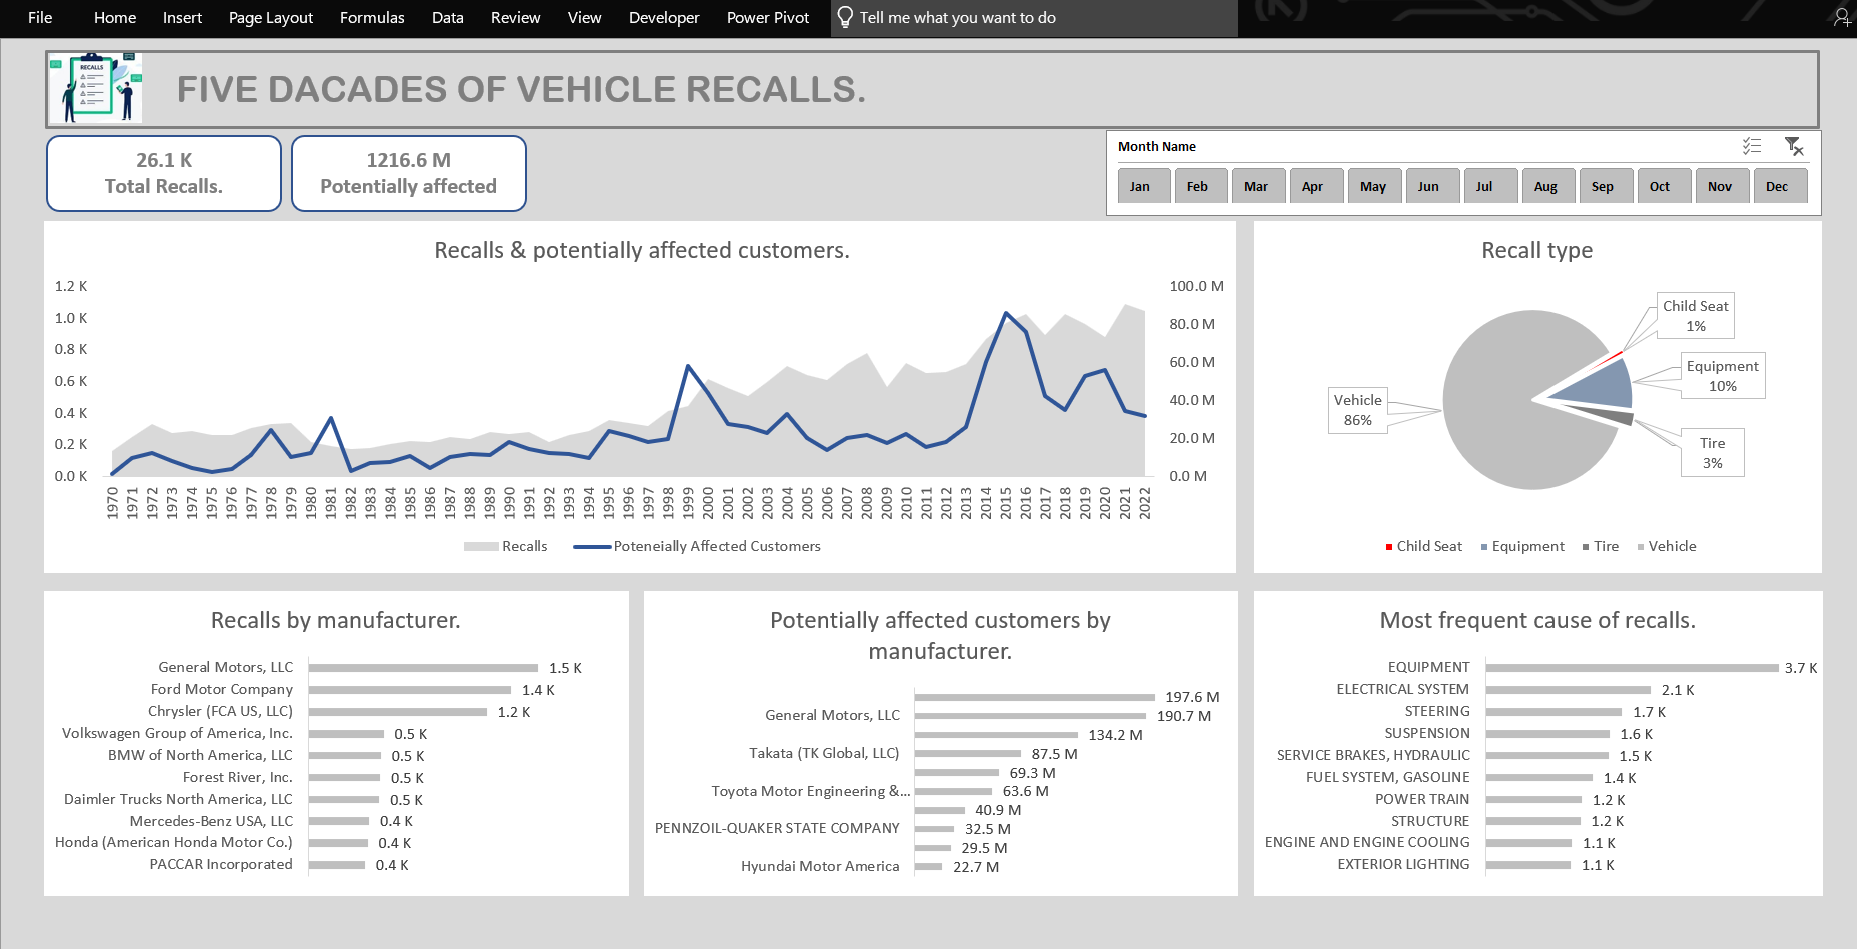 File Home Insert Page Layout Formulas Data Review View Developer Power Pivot Tell me what you want to do
RECALLS
FIVE DACADES OF VEHICLE RECALLS.
26.1 K
Total Recalls.
1216.6 M
Potentially affected
Month Name
Jan Feb Mar Apr May Jun Jul Aug Sep Oct Nov Dec
Recalls & potentially affected customers.
1.2 K
1.0 K
0.8 K
0.6 K
0.4 K
0.2 K
0.0 K
100.0 M
80.0 M
60.0 M
40.0 M
20.0 M
0.0 M
1970 1971 1972 1973 1974 1975 1976 1977 1978 1979 1980 1981 1982 1983 1984 1985 1986 1987 1988 1989 1990 1991 1992 1993 1994 1995 1996 1997 1998 1999 2000 2001 2002 2003 2004 2005 2006 2007 2008 2009 2010 2011 2012 2013 2014 2015 2016 2017 2018 2019 2020 2021 2022
Recalls Poteneially Affected Customers
Recall type
Child Seat
1%
Equipment
10%
Vehicle
86%
Tire
3%
Child Seat Equipment Tire Vehicle
Recalls by manufacturer.
General Motors, LLC 1.5 K
Ford Motor Company 1.4 K
Chrysler (FCA US, LLC) 1.2 K
Volkswagen Group of America, Inc. 0.5 K
BMW of North America, LLC 0.5 K
Forest River, Inc. 0.5 K
Daimler Trucks North America, LLC 0.5 K
Mercedes-Benz USA, LLC 0.4 K
Honda (American Honda Motor Co.) 0.4 K
PACCAR Incorporated 0.4 K
Potentially affected customers by
manufacturer.
197.6 M
General Motors, LLC 190.7 M
134.2 M
Takata (TK Global, LLC) 87.5 M
69.3 M
Toyota Motor Engineering &... 63.6 M
40.9 M
PENNZOIL-QUAKER STATE COMPANY 32.5 M
29.5 M
Hyundai Motor America 22.7 M
Most frequent cause of recalls.
EQUIPMENT 3.7 K
ELECTRICAL SYSTEM 2.1 K
STEERING 1.7 K
SUSPENSION 1.6 K
SERVICE BRAKES, HYDRAULIC 1.5 K
FUEL SYSTEM, GASOLINE 1.4 K
POWER TRAIN 1.2 K
STRUCTURE 1.2 K
ENGINE AND ENGINE COOLING 1.1 K
EXTERIOR LIGHTING 1.1 K